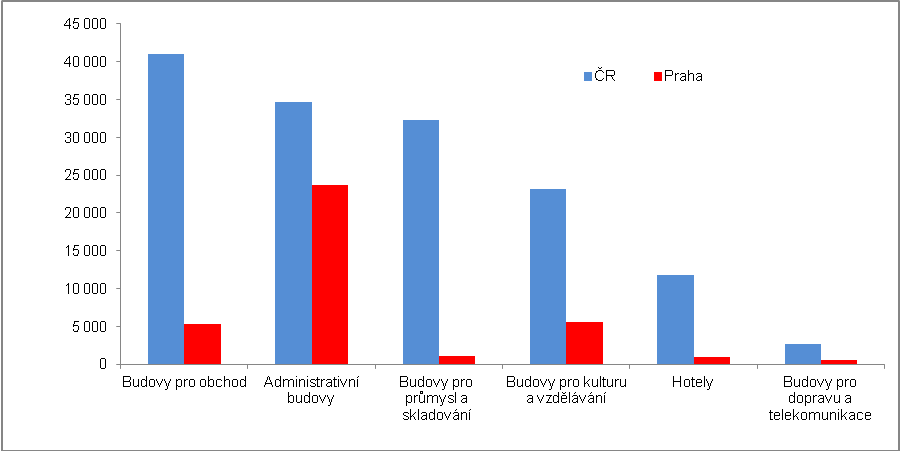 45 000
40 000
35 000
30 000
25 000
20 000
15 000
10 000
5 000
0
ČR
Praha
Budovy pro obchod
Administrativní
budovy
Budovy pro
průmysl a
skladování
Budovy pro kulturu
a vzdělávání
Hotely
Budovy pro
dopravu a
telekomunikace